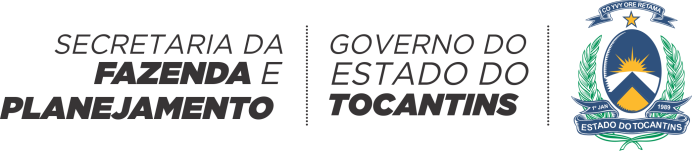 SECRETARIA DA
FAZENDA E
PLANEJAMENTO
GOVERNO DO
ESTADO DO
TOCANTINS
CO YVY ORE RETAMA
1º JAN
1989
ESTADO DO TOCANTINS